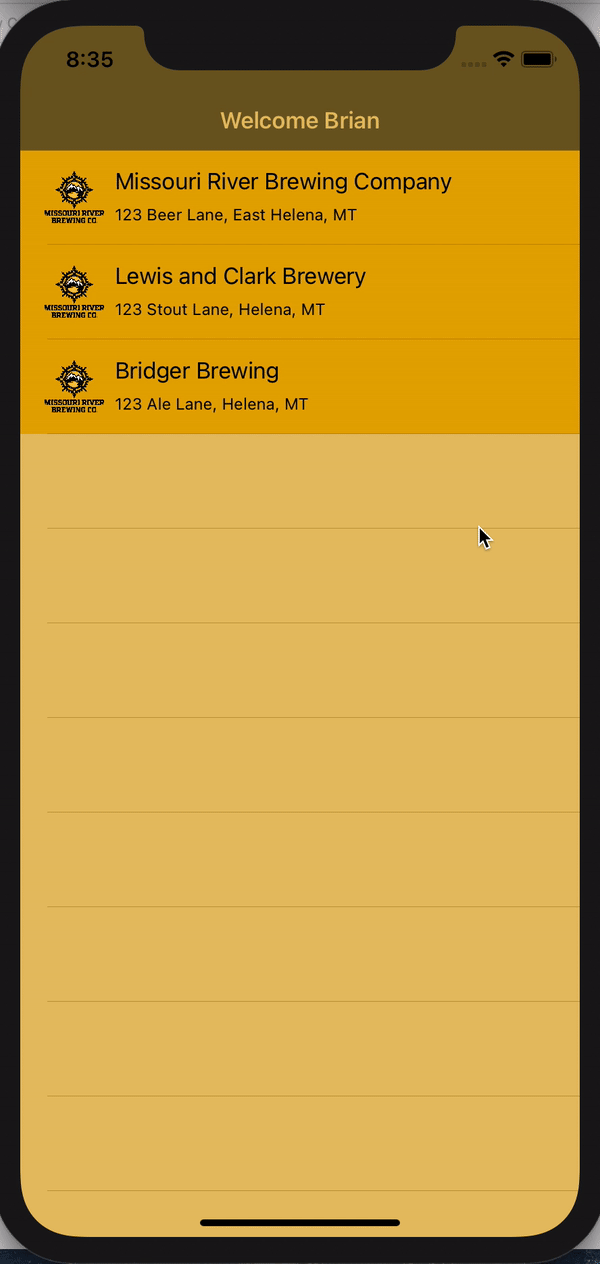 8:35
Welcome Brian
MISSOURI RIVER
BREWING CO.
Missouri River Brewing Company
123 Beer Lane, East Helena, MT
MISSOURI RIVER
BREWING CO.
Lewis and Clark Brewery
123 Stout Lane, Helena, MT
MISSOURI RIVER
BREWING CO.
Bridger Brewing
123 Ale Lane, Helena, MT